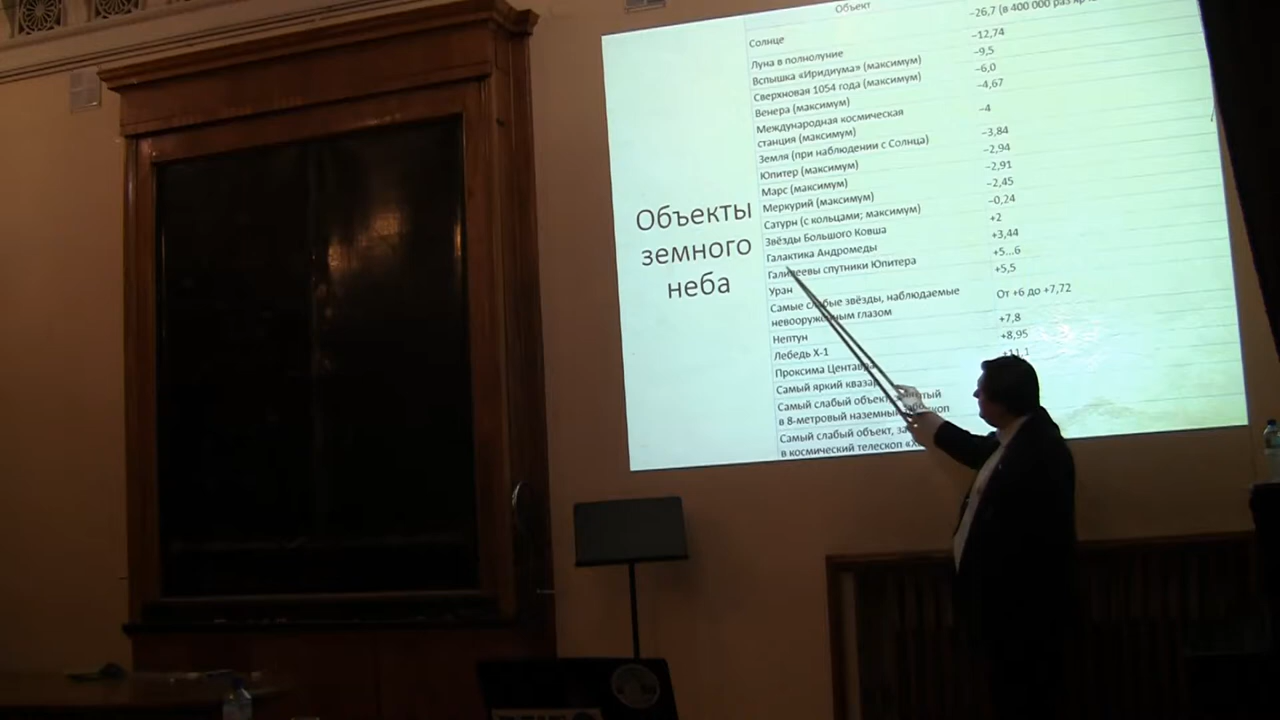 Объект
Солнце
−26,7 (в 400 000 раз
Луна в полнолуние
−12,74
Вспышка «Иридиума» (максимум)
−9,5
Сверхновая 1054 года (максимум)
−6,0
Венера (максимум)
−4,67
Международная космическая
станция (максимум)
−4
Земля (при наблюдении с Солнца)
−3,84
Юпитер (максимум)
−2,94
Марс (максимум)
−2,91
Меркурий (максимум)
−2,45
Сатурн (с кольцами; максимум)
−0,24
Звёзды Большого Ковша
+2
Галактика Андромеды
+3,44
Галилеевы спутники Юпитера
+5...6
Уран
+5,5
Самые слабые звёзды, наблюдаемые
невооружённым глазом
От +6 до +7,72
Нептун
+7,8
Лебедь X-1
+8,95
Проксима Центавра
+11,1
Самый яркий квазар
Самый слабый объект,
в 8-метровый наземный
Самый слабый объект,
в космический телескоп
Объекты
земного
неба